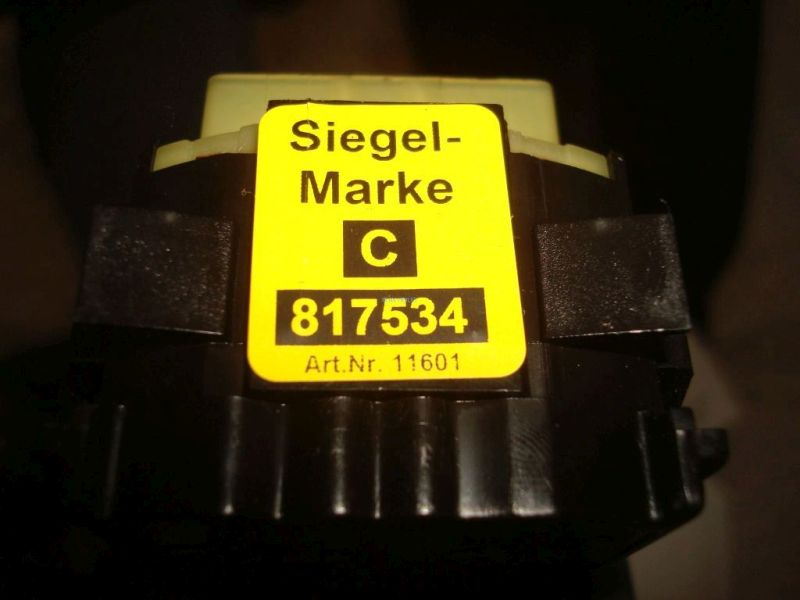 Siegel-
Marke
C
817534
Art.Nr. 11601